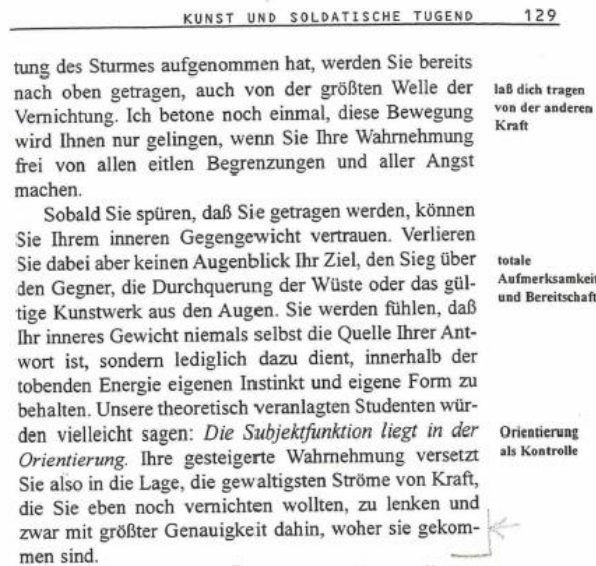 KUNST UND SOLDATISCHE TUGEND 129
tung des Sturmes aufgenommen hat, werden Sie bereits
nach oben getragen, auch von der größten Welle der
Vernichtung. Ich betone noch einmal, diese Bewegung
wird Ihnen nur gelingen, wenn Sie Ihre Wahrnehmung
frei von allen eitlen Begrenzungen und aller Angst
machen.
laß dich tragen
von der anderen
Kraft
Sobald Sie spüren, daß Sie getragen werden, können
Sie Ihrem inneren Gegengewicht vertrauen. Verlieren
Sie dabei aber keinen Augenblick Ihr Ziel, den Sieg über
den Gegner, die Durchquerung der Wüste oder das gül-
tige Kunstwerk aus den Augen. Sie werden fühlen, daß
Ihr inneres Gewicht niemals selbst die Quelle Ihrer Ant-
wort ist, sondern lediglich dazu dient, innerhalb der
tobenden Energie eigenen Instinkt und eigene Form zu
behalten. Unsere theoretisch veranlagten Studenten wür-
den vielleicht sagen: Die Subjektfunktion liegt in der
Orientierung. Ihre gesteigerte Wahrnehmung versetzt
Sie also in die Lage, die gewaltigsten Ströme von Kraft,
die Sie eben noch vernichten wollten, zu lenken und
zwar mit größter Genauigkeit dahin, woher sie gekom-
men sind.
totale
Aufmerksamkeit
und Bereitschaft
Orientierung
als Kontrolle